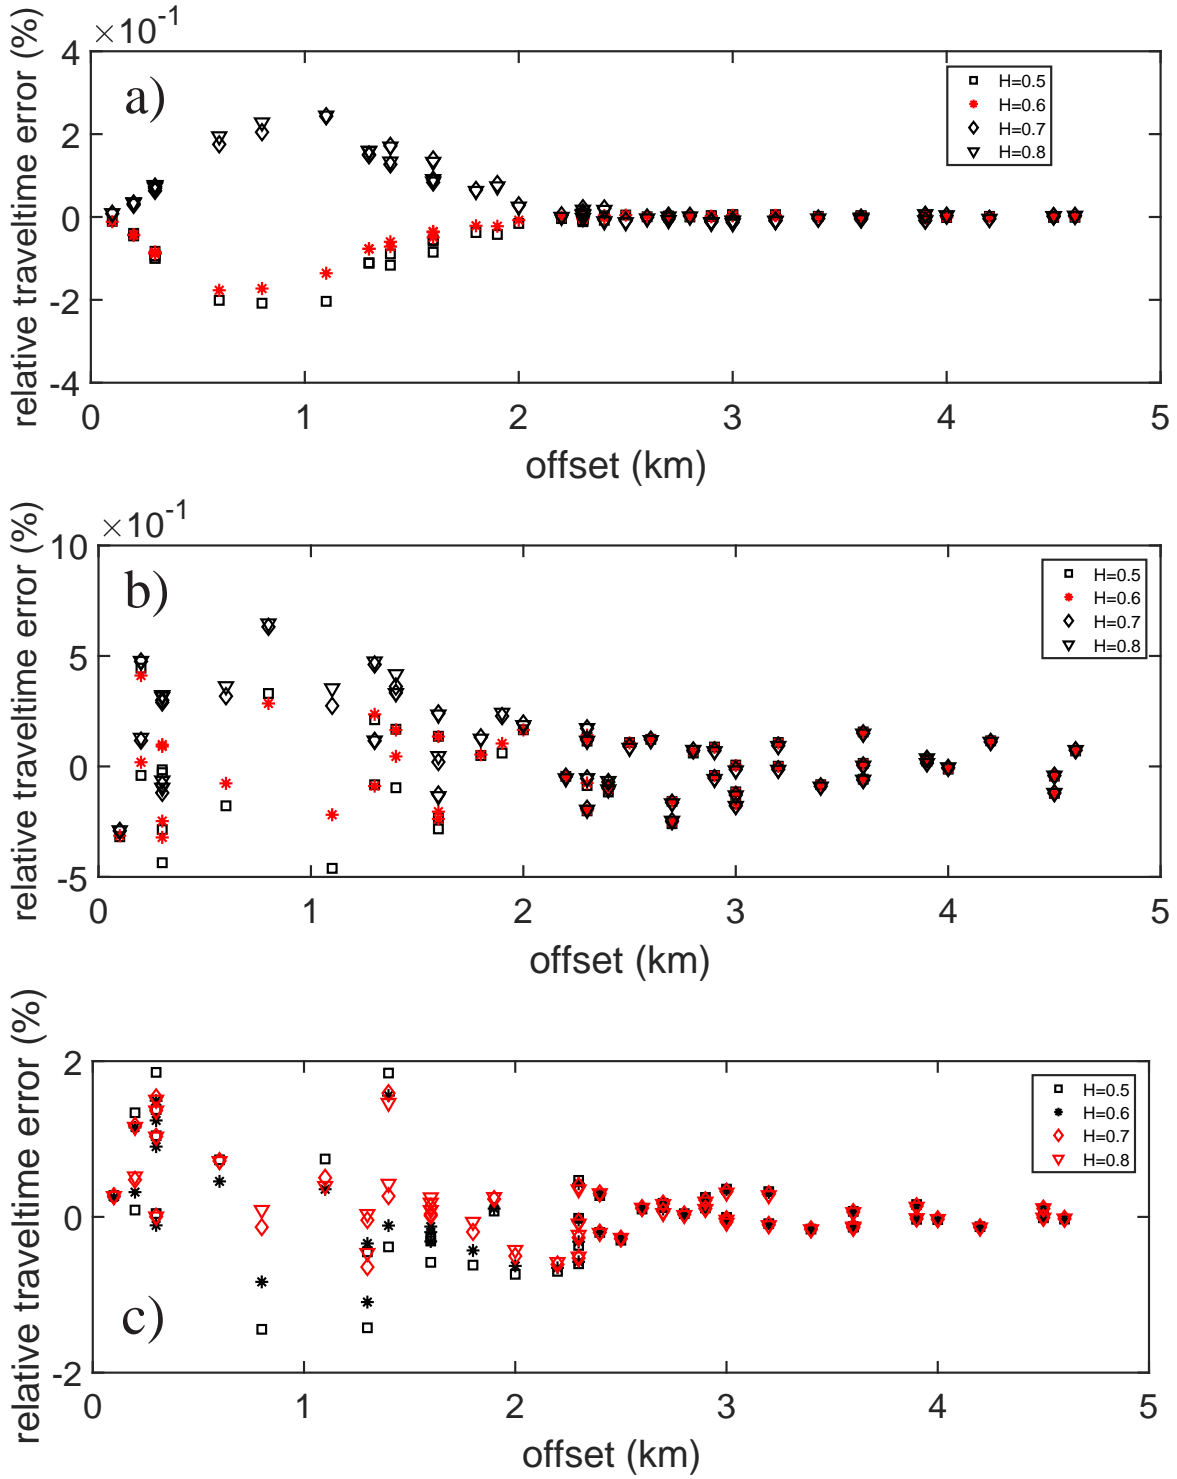 ×10-1
relative traveltime error (%)
4
2
0
-2
-4
a)
H=0.5
H=0.6
H=0.7
H=0.8
0 1 2 3 4 5
offset (km)
×10-1
relative traveltime error (%)
10
5
0
-5
b)
H=0.5
H=0.6
H=0.7
H=0.8
0 1 2 3 4 5
offset (km)
relative traveltime error (%)
2
0
-2
c)
H=0.5
H=0.6
H=0.7
H=0.8
0 1 2 3 4 5
offset (km)